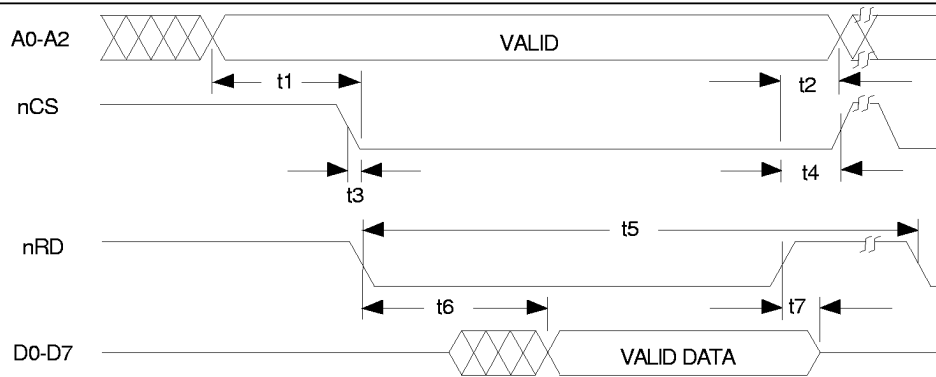 A0-A2
VALID
t1
t2
nCS
t3
t4
nRD
t5
t6
t7
D0-D7
VALID DATA